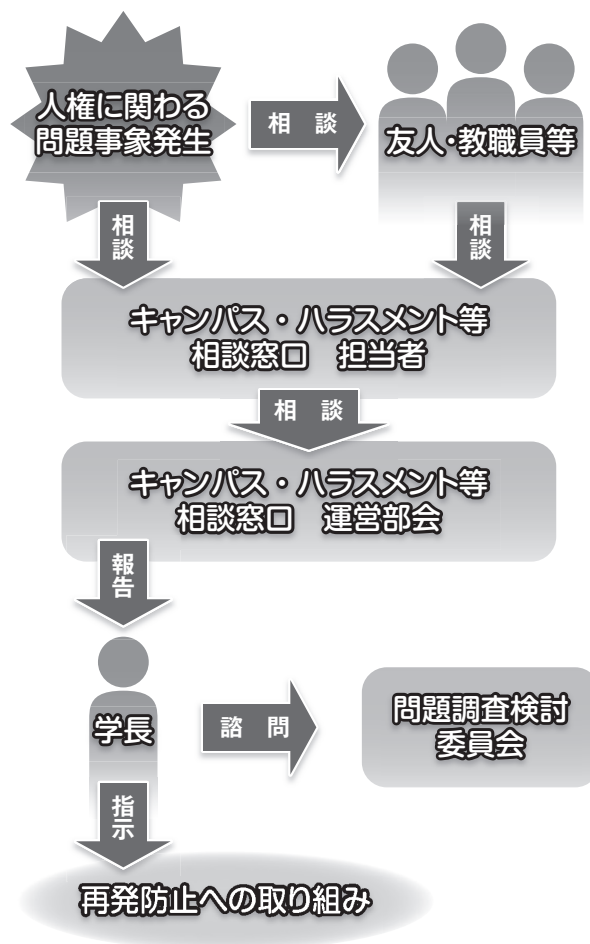 人権に関わる
問題事象発生
相　談
友人・教職員等
相談
相談
キャンパス・ハラスメント等
相談窓口　担当者
相　談
キャンパス・ハラスメント等
相談窓口　運営部会
報告
学長
諮　問
問題調査検討
委員会
指示
再発防止への取り組み